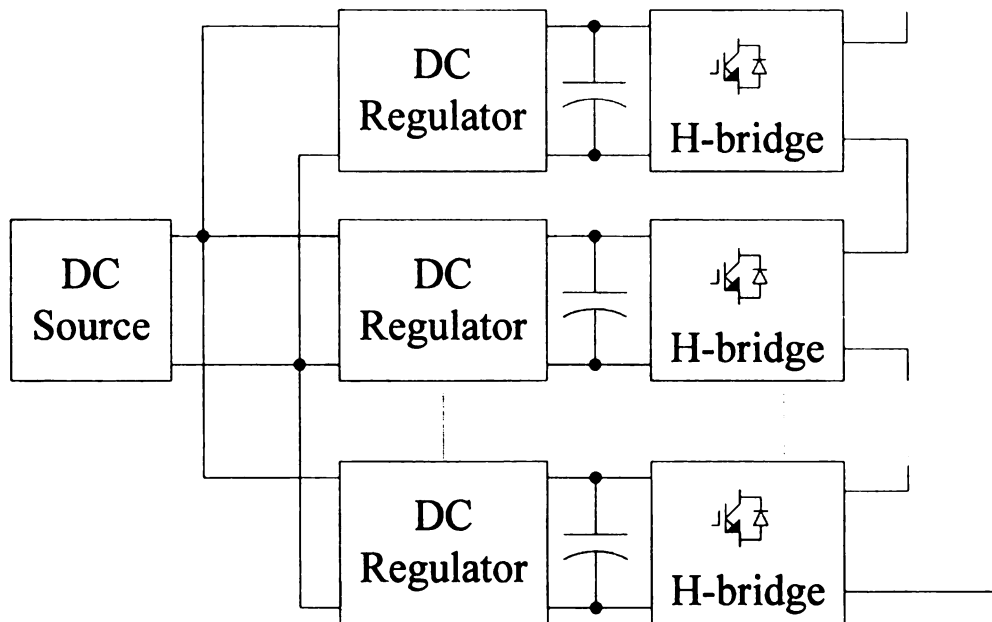 DC
Regulator
H-bridge
DC
Source
DC
Regulator
H-bridge
DC
Regulator
H-bridge